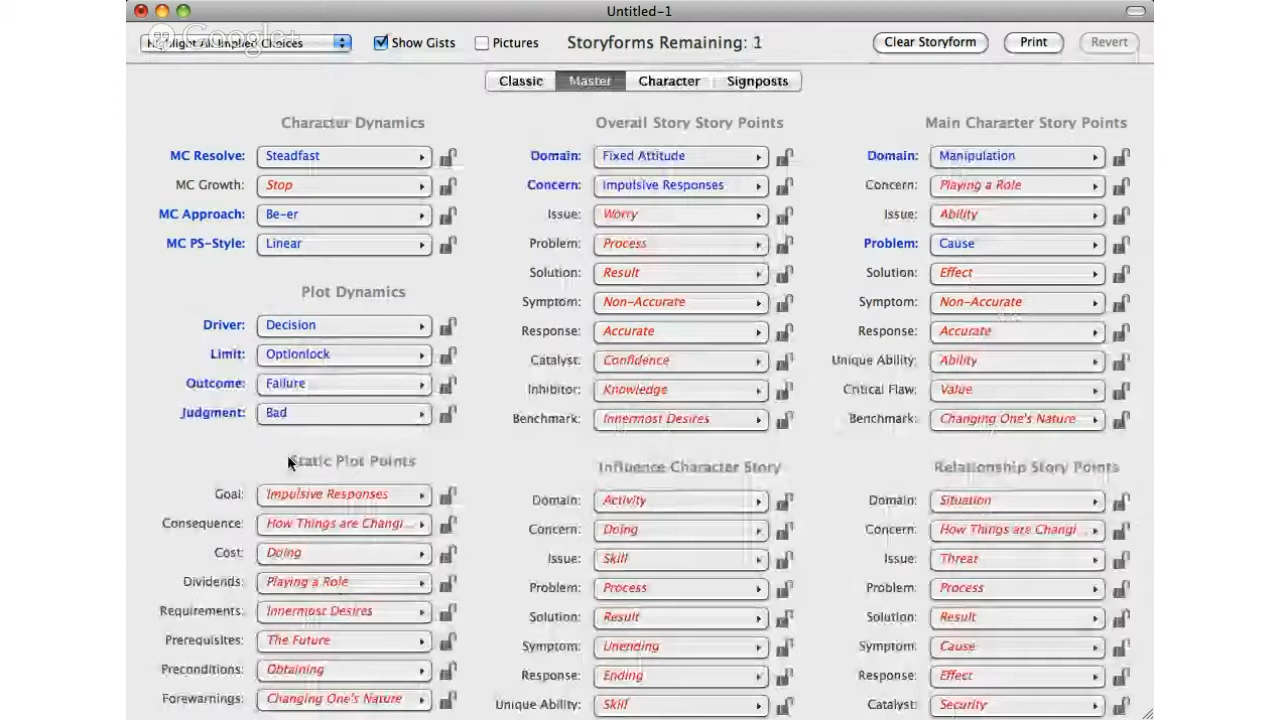 Untitled-1
Google+
Highlight All Implied Choices
Show Gists
Pictures
Storyforms Remaining: 1
Clear Storyform
Print
Revert
Classic
Master
Character
Signposts
Character Dynamics
MC Resolve: Steadfast
MC Growth: Stop
MC Approach: Be-er
MC PS-Style: Linear
Plot Dynamics
Driver: Decision
Limit: Optionlock
Outcome: Failure
Judgment: Bad
Static Plot Points
Goal: Impulsive Responses
Consequence: How Things are Changi...
Cost: Doing
Dividends: Playing a Role
Requirements: Innermost Desires
Prerequisites: The Future
Preconditions: Obtaining
Forewarnings: Changing One's Nature
Overall Story Story Points
Domain: Fixed Attitude
Concern: Impulsive Responses
Issue: Worry
Problem: Process
Solution: Result
Symptom: Non-Accurate
Response: Accurate
Catalyst: Confidence
Inhibitor: Knowledge
Benchmark: Innermost Desires
Influence Character Story
Domain: Activity
Concern: Doing
Issue: Skill
Problem: Process
Solution: Result
Symptom: Unending
Response: Ending
Unique Ability: Skill
Main Character Story Points
Domain: Manipulation
Concern: Playing a Role
Issue: Ability
Problem: Cause
Solution: Effect
Symptom: Non-Accurate
Response: Accurate
Unique Ability: Ability
Critical Flaw: Value
Benchmark: Changing One's Nature
Relationship Story Points
Domain: Situation
Concern: How Things are Changi...
Issue: Threat
Problem: Process
Solution: Result
Symptom: Cause
Response: Effect
Catalyst: Security